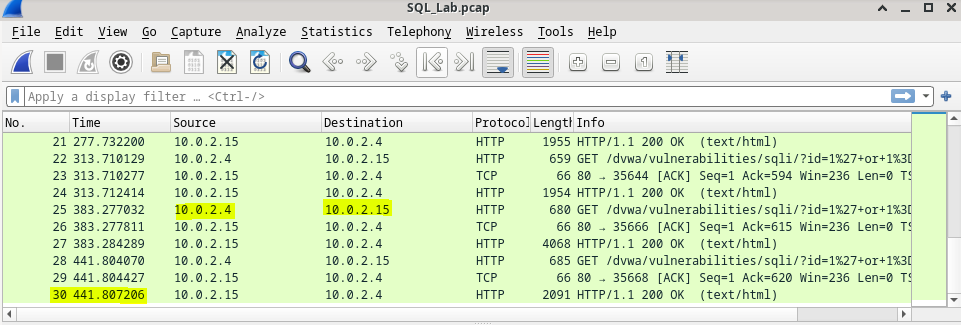 SQL_Lab.pcap
File Edit View Go Capture Analyze Statistics Telephony Wireless Tools Help
Apply a display filter … <Ctrl-/>
No. Time Source Destination Protocol Length Info
21 277.732200 10.0.2.15 10.0.2.4 HTTP 1955 HTTP/1.1 200 OK (text/html)
22 313.710129 10.0.2.4 10.0.2.15 HTTP 659 GET /dvwa/vulnerabilities/sqli/?id=1%27+or+1%3D
23 313.710277 10.0.2.15 10.0.2.4 TCP 66 80 → 35644 [ACK] Seq=1 Ack=594 Win=236 Len=0 TS
24 313.712414 10.0.2.15 10.0.2.4 HTTP 1954 HTTP/1.1 200 OK (text/html)
25 383.277032 10.0.2.4 10.0.2.15 HTTP 680 GET /dvwa/vulnerabilities/sqli/?id=1%27+or+1%3D
26 383.277811 10.0.2.15 10.0.2.4 TCP 66 80 → 35666 [ACK] Seq=1 Ack=615 Win=236 Len=0 TS
27 383.284289 10.0.2.15 10.0.2.4 HTTP 4068 HTTP/1.1 200 OK (text/html)
28 441.804070 10.0.2.4 10.0.2.15 HTTP 685 GET /dvwa/vulnerabilities/sqli/?id=1%27+or+1%3D
29 441.804427 10.0.2.15 10.0.2.4 TCP 66 80 → 35668 [ACK] Seq=1 Ack=620 Win=236 Len=0 TS
30 441.807206 10.0.2.15 10.0.2.4 HTTP 2091 HTTP/1.1 200 OK (text/html)